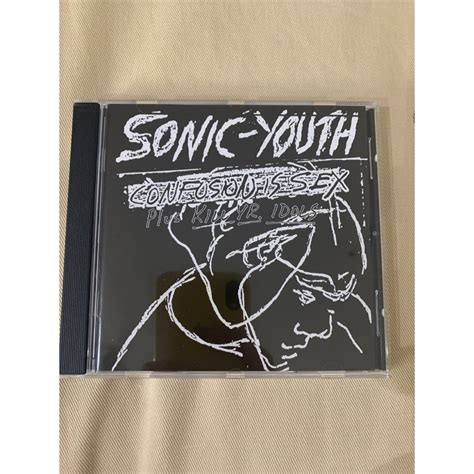 SONIC-YOUTH
CONFUSION IS SEX
Plus KILL YR. IDOLS